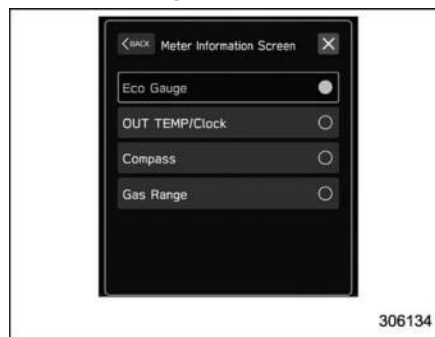 BACK Meter Information Screen
Eco Gauge
OUT TEMP/Clock
Compass
Gas Range
306134